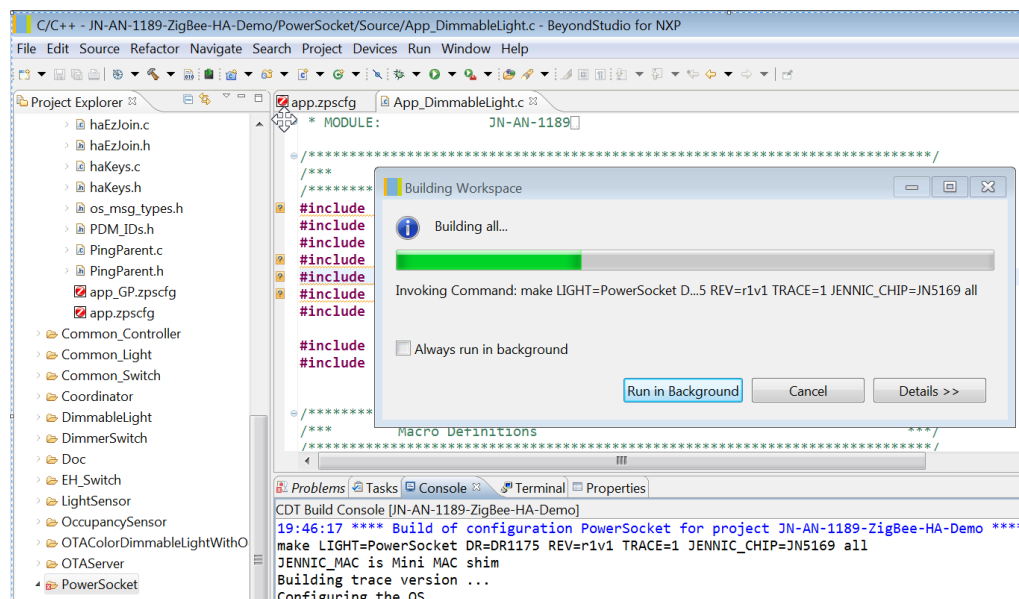 C/C++ - JN-AN-1189-ZigBee-HA-Demo/PowerSocket/Source/App_DimmableLight.c - BeyondStudio for NXP
File Edit Source Refactor Navigate Search Project Devices Run Window Help
Project Explorer
haEzJoin.c
haEzJoin.h
haKeys.c
haKeys.h
os_msg_types.h
PDM_IDs.h
PingParent.c
PingParent.h
app_GP.zpscfg
app.zpscfg
Common_Controller
Common_Light
Common_Switch
Coordinator
DimmableLight
DimmerSwitch
Doc
EH_Switch
LightSensor
OccupancySensor
OTAColorDimmableLightWithO
OTAServer
PowerSocket
app.zpscfg App_DimmableLight.c
* MODULE: JN-AN-1189
/****************************************************************************/
/***
/********
#include
#include
#include
#include
#include
#include
#include
#include
#include
/********
/*** Macro Definitions ***/
/****************************************************************************/
Building Workspace
Building all...
Invoking Command: make LIGHT=PowerSocket D...5 REV=r1v1 TRACE=1 JENNIC_CHIP=JN5169 all
Always run in background
Run in Background Cancel Details >>
Problems Tasks Console Terminal Properties
CDT Build Console [JN-AN-1189-ZigBee-HA-Demo]
19:46:17 **** Build of configuration PowerSocket for project JN-AN-1189-ZigBee-HA-Demo ****
make LIGHT=PowerSocket DR=DR1175 REV=r1v1 TRACE=1 JENNIC_CHIP=JN5169 all
JENNIC_MAC is Mini MAC shim
Building trace version ...
Configuring the OS